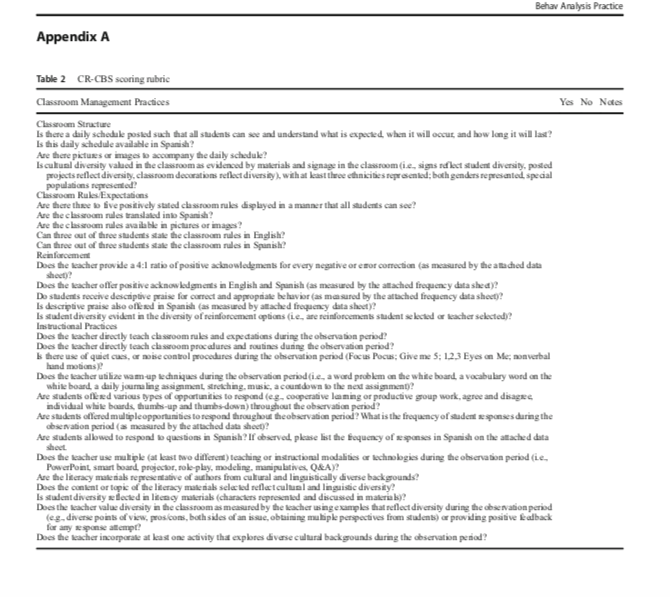 Behav Analysis Practice
Appendix A
Table 2 CR-CBS scoring rubric
Classroom Management Practices Yes No Notes
Classroom Structure
Is there a daily schedule posted such that all students can see and understand what is expected, when it will occur, and how long it will last?
Is this daily schedule available in Spanish?
Are there pictures or images to accompany the daily schedule?
Is cultural diversity valued in the classroom as evidenced by materials and signage in the classroom (i.e., signs reflect student diversity, posted
projects reflect diversity, classroom decorations reflect diversity), with at least three ethnicities represented; both genders represented, special
populations represented?
Classroom Rules/Expectations
Are there three to five positively stated classroom rules displayed in a manner that all students can see?
Are the classroom rules translated into Spanish?
Are the classroom rules available in pictures or images?
Can three out of three students state the classroom rules in English?
Can three out of three students state the classroom rules in Spanish?
Reinforcement
Does the teacher provide a 4:1 ratio of positive acknowledgments for every negative or error correction (as measured by the attached data
sheet)?
Does the teacher offer positive acknowledgments in English and Spanish (as measured by the attached frequency data sheet)?
Do students receive descriptive praise for correct and appropriate behavior (as measured by the attached frequency data sheet)?
Is descriptive praise also offered in Spanish (as measured by attached frequency data sheet)?
Is student diversity evident in the diversity of reinforcement options (i.e., are reinforcements student selected or teacher selected)?
Instructional Practices
Does the teacher directly teach classroom rules and expectations during the observation period?
Does the teacher directly teach classroom procedures and routines during the observation period?
Is there use of quiet cues, or noise control procedures during the observation period (Focus Pocus; Give me 5; 1,2,3 Eyes on Me; nonverbal
hand motions)?
Does the teacher utilize warm-up techniques during the observation period (i.e., a word problem on the white board, a vocabulary word on the
white board, a daily journaling assignment, stretching, music, a countdown to the next assignment)?
Are students offered various types of opportunities to respond (e.g., cooperative learning or productive group work, agree and disagree,
individual white boards, thumbs-up and thumbs-down) throughout the observation period?
Are students offered multiple opportunities to respond throughout the observation period? What is the frequency of student responses during the
observation period (as measured by the attached data sheet)?
Are students allowed to respond to questions in Spanish? If observed, please list the frequency of responses in Spanish on the attached data
sheet.
Does the teacher use multiple (at least two different) teaching or instructional modalities or technologies during the observation period (i.e.,
PowerPoint, smart board, projector, role-play, modeling, manipulatives, Q&A)?
Are the literacy materials representative of authors from cultural and linguistically diverse backgrounds?
Does the content or topic of the literacy materials selected reflect cultural and linguistic diversity?
Is student diversity reflected in literacy materials (characters represented and discussed in materials)?
Does the teacher value diversity in the classroom as measured by the teacher using examples that reflect diversity during the observation period
(e.g., diverse points of view, pros/cons, both sides of an issue, obtaining multiple perspectives from students) or providing positive feedback
for any response attempt?
Does the teacher incorporate at least one activity that explores diverse cultural backgrounds during the observation period?